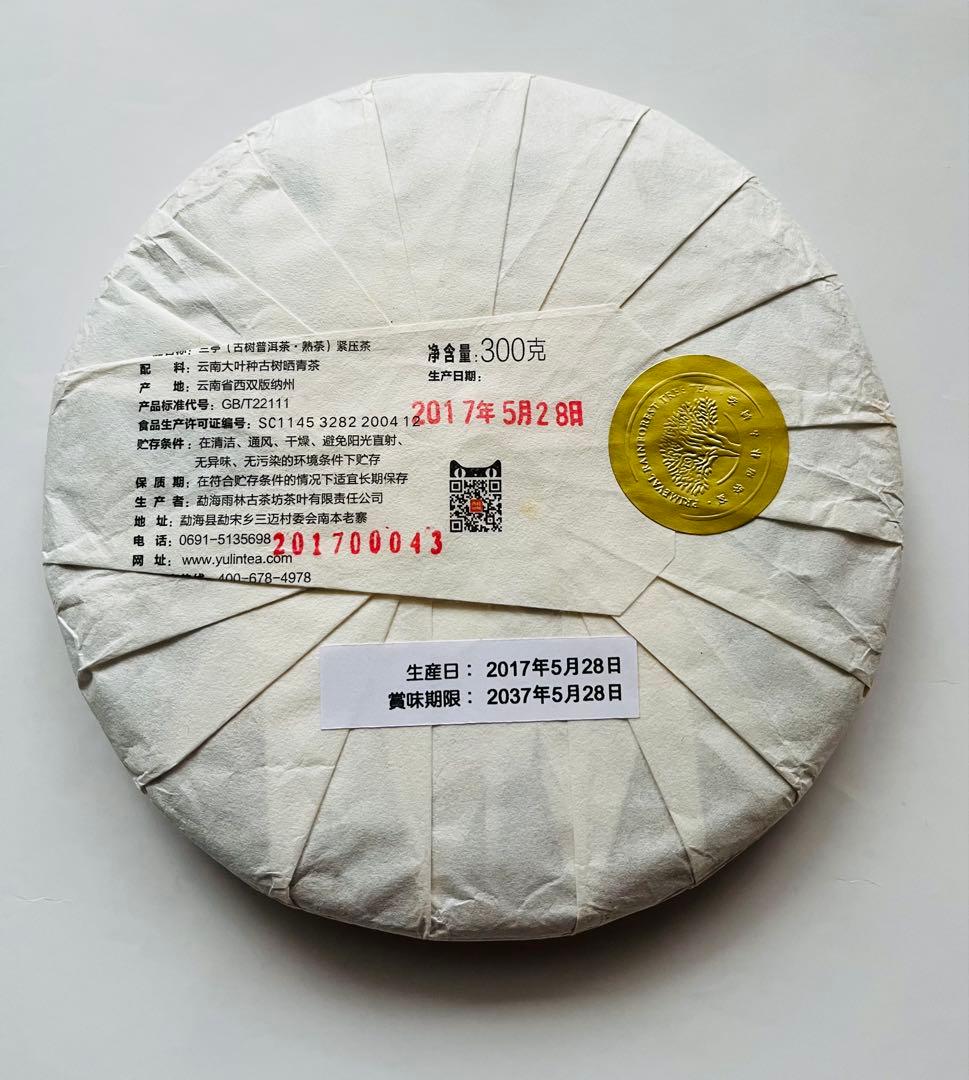 (古树普洱茶·熟茶)紧压茶
配 料: 云南大叶种古树晒青茶
产 地: 云南省西双版纳州
产品标准代号: GB/T22111
食品生产许可证编号: SC1145 3282 200412
贮存条件: 在清洁、通风、干燥、避免阳光直射、
无异味、无污染的环境条件下贮存
保 质 期: 在符合贮存条件的情况下适宜长期保存
生 产 者: 勐海雨林古茶坊茶叶有限责任公司
地 址: 勐海县勐宋乡三迈村委会南本老寨
电 话: 0691-5135698
201700043
网 址: www.yulintea.com
400-678-4978
净含量: 300克
生产日期:
2017年5月28日
PRIMEVAL RAINFOREST TREE
生産日: 2017年5月28日
賞味期限: 2037年5月28日